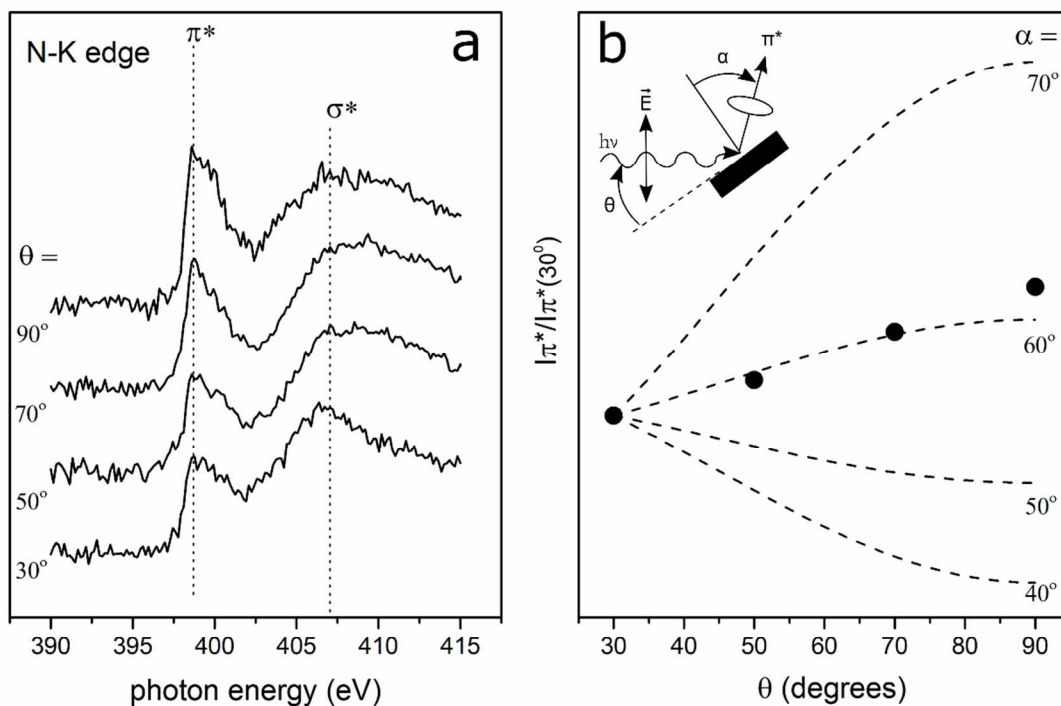 N-K edge
π*
a
σ*
θ =
90°
70°
50°
30°
390 395 400 405 410 415
photon energy (eV)
b
α =
70°
60°
50°
40°
α
π*
E⃗
hν
θ
Iπ*/Iπ*(30°)
30 40 50 60 70 80 90
θ (degrees)